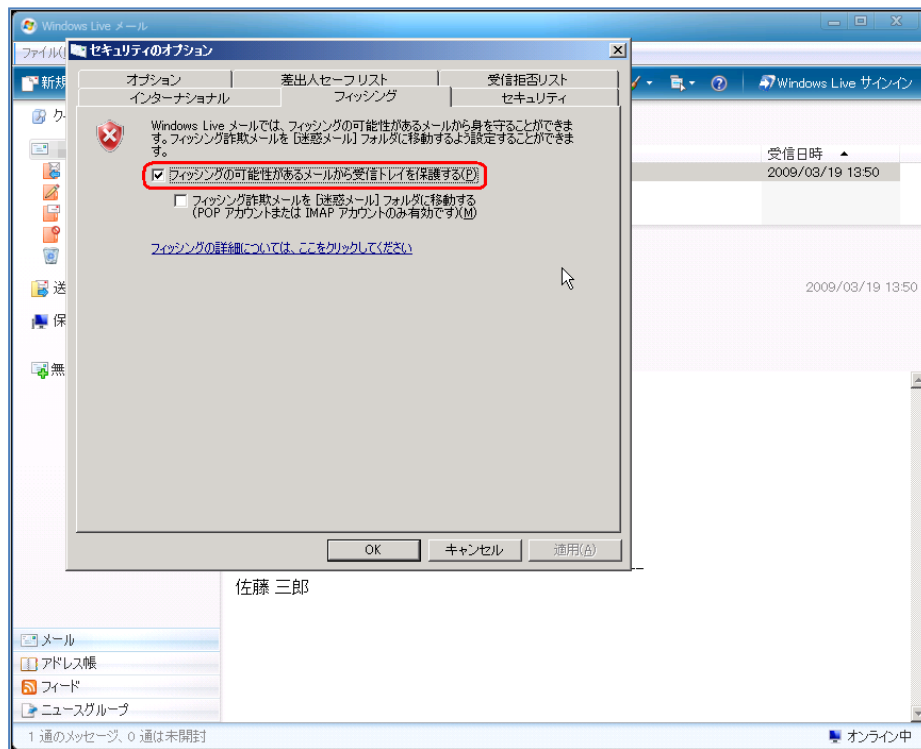 Windows Live メール
ファイル(
セキュリティのオプション
新規
Windows Live サインイン
オプション
差出人セーフリスト
受信拒否リスト
インターナショナル
フィッシング
セキュリティ
Windows Live メールでは、フィッシングの可能性があるメールから身を守ることができま
す。フィッシング詐欺メールを [迷惑メール] フォルダに移動するよう設定することができま
す。
フィッシングの可能性があるメールから受信トレイを保護する(P)
フィッシング詐欺メールを [迷惑メール] フォルダに移動する
(POP アカウントまたは IMAP アカウントのみ有効です)(M)
フィッシングの詳細については、ここをクリックしてください
ク
受信日時
2009/03/19 13:50
送
2009/03/19 13:50
保
無
OK
キャンセル
適用(A)
佐藤 三郎
メール
アドレス帳
フィード
ニュースグループ
1 通のメッセージ、0 通は未開封
オンライン中